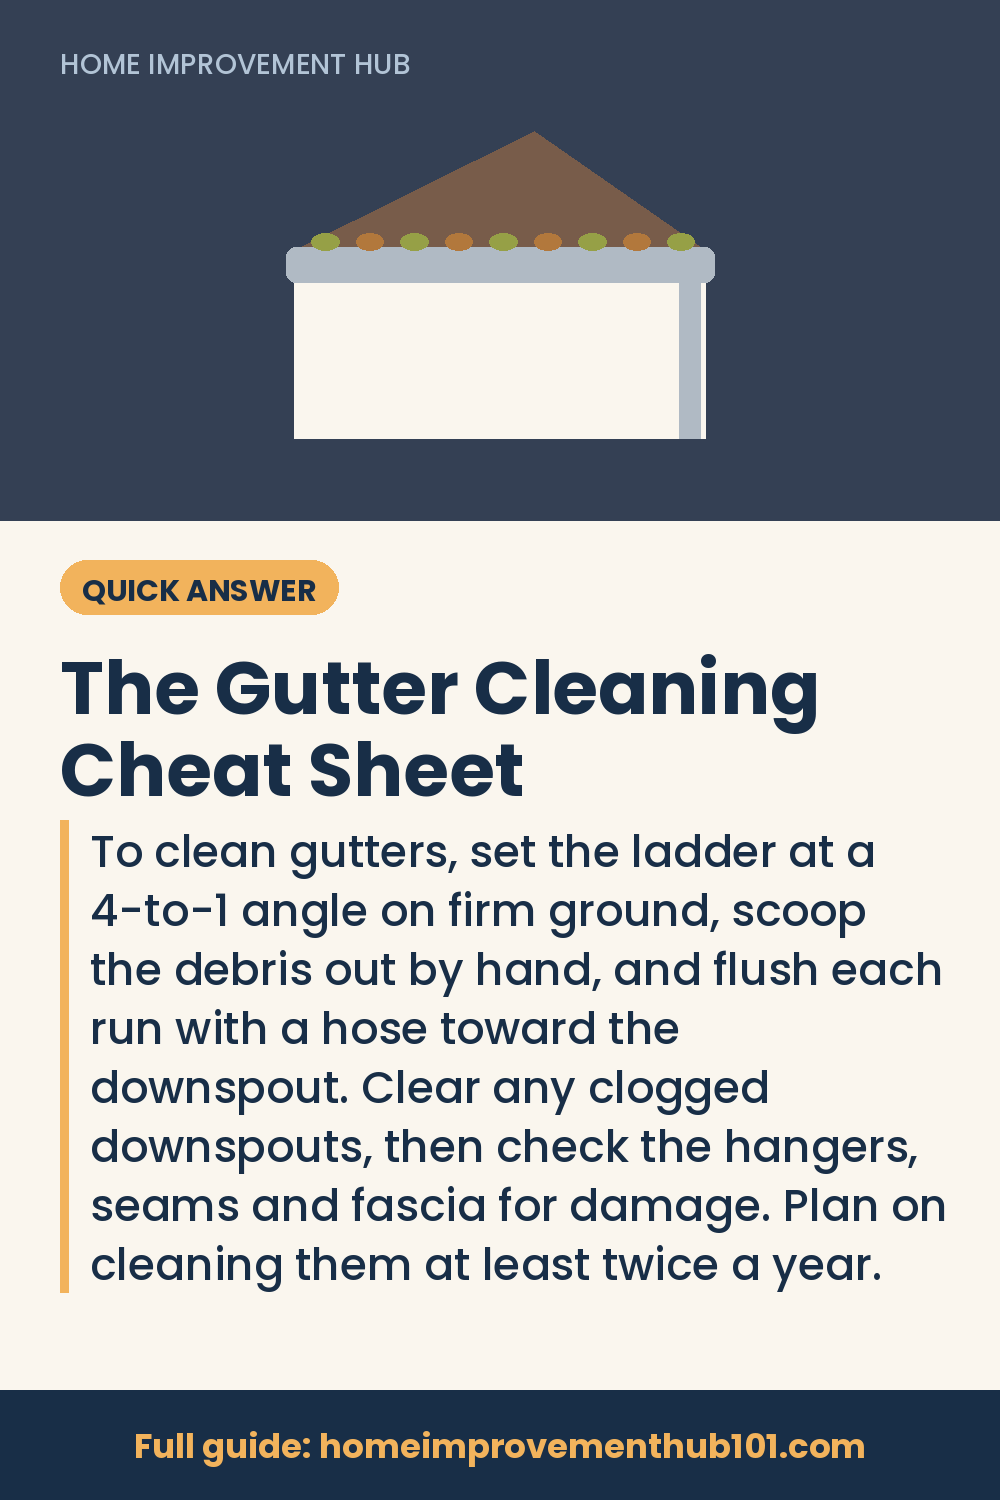 HOME IMPROVEMENT HUB
QUICK ANSWER
The Gutter Cleaning
Cheat Sheet
To clean gutters, set the ladder at a
4-to-1 angle on firm ground, scoop
the debris out by hand, and flush each
run with a hose toward the
downspout. Clear any clogged
downspouts, then check the hangers,
seams and fascia for damage. Plan on
cleaning them at least twice a year.
Full guide: homeimprovementhub101.com